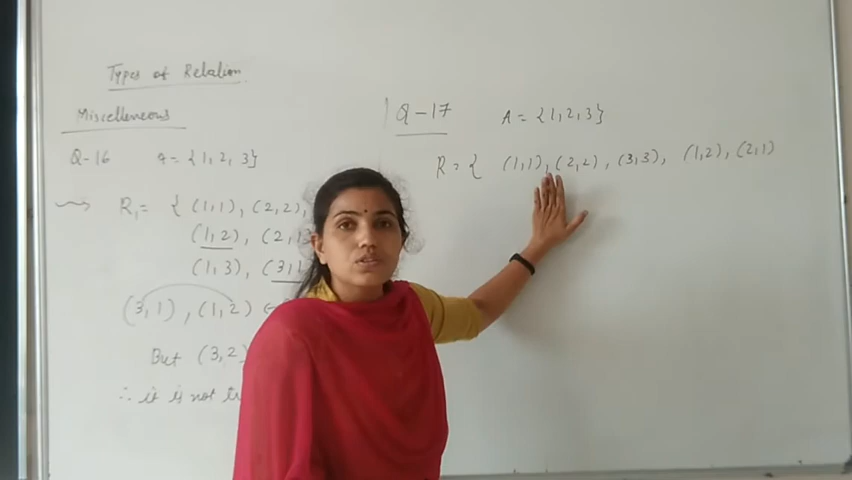 Types of Relation
Miscellaneous
Q-16 a = {1, 2, 3}
R₁ = { (1,1), (2,2),
(1,2), (2,1
(1,3), (3,1
(3,1), (1,2) ∈
But (3,2)
∴ it is not tr
Q-17 A = {1, 2, 3}
R = { (1,1), (2,2), (3,3), (1,2), (2,1)